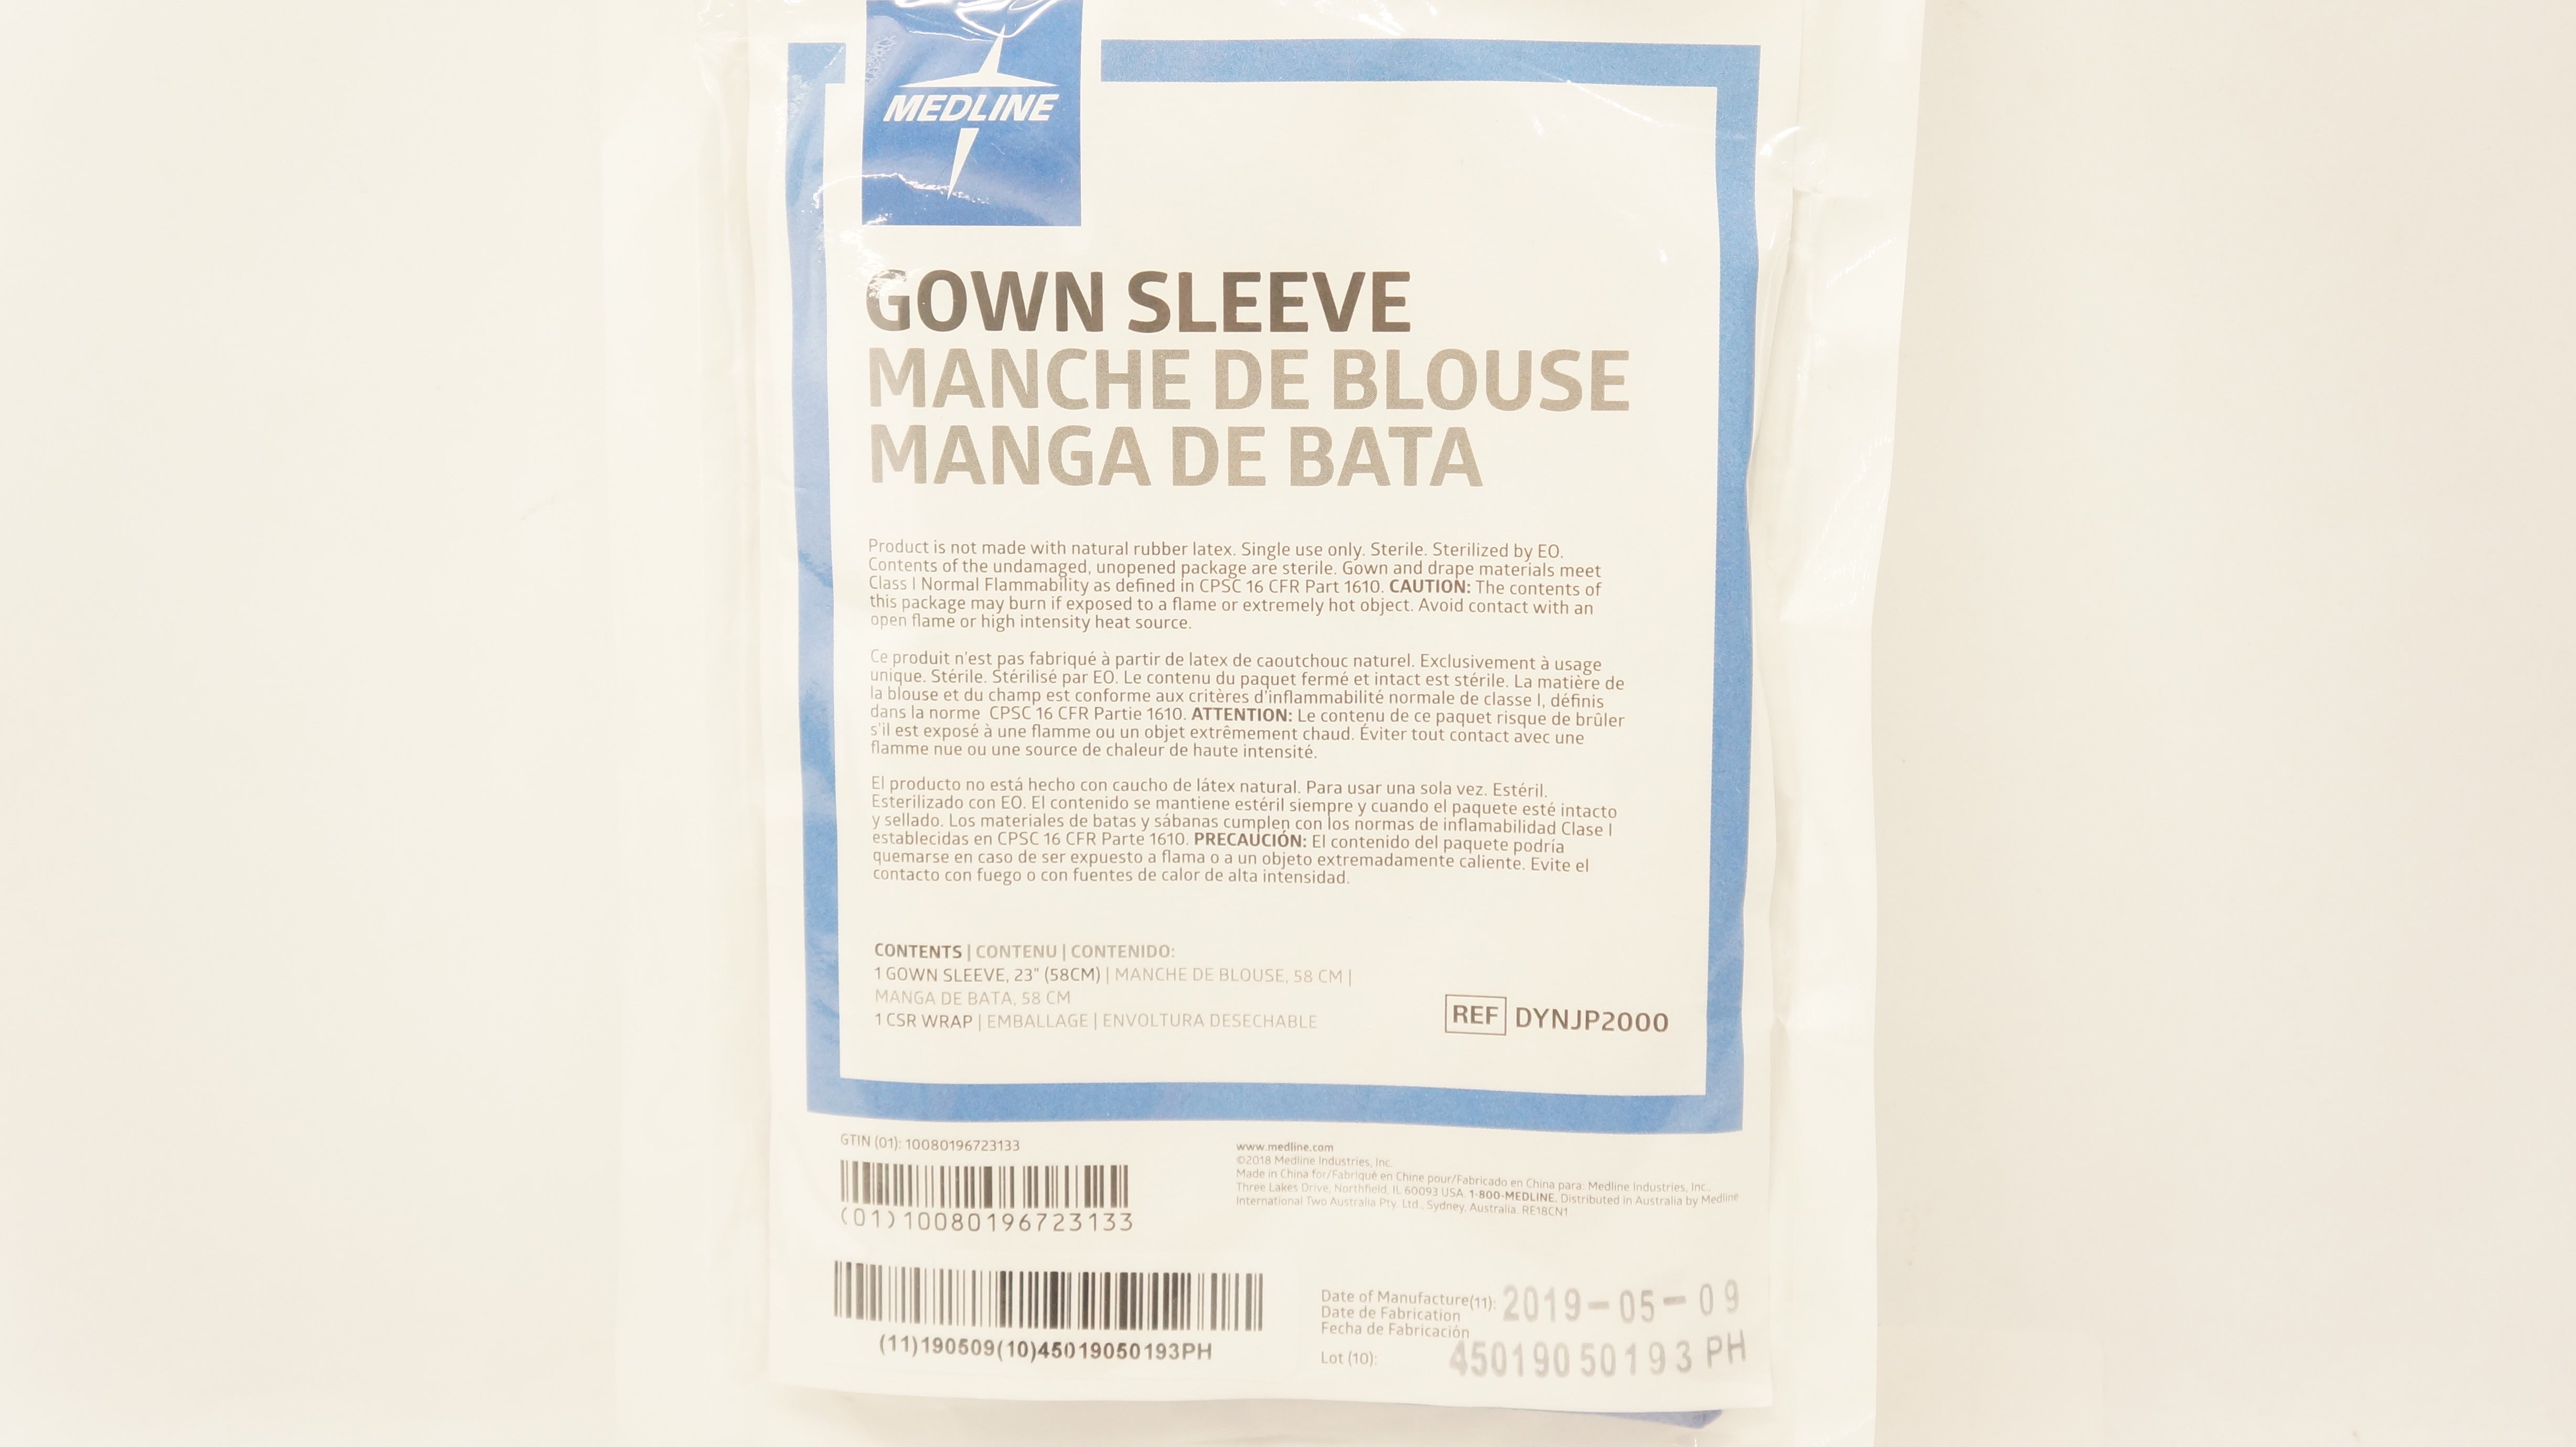 MEDLINE
GOWN SLEEVE
MANCHE DE BLOUSE
MANGA DE BATA
Product is not made with natural rubber latex. Single use only. Sterile. Sterilized by EO.
Contents of the undamaged, unopened package are sterile. Gown and drape materials meet
Class I Normal Flammability as defined in CPSC 16 CFR Part 1610. CAUTION: The contents of
this package may burn if exposed to a flame or extremely hot object. Avoid contact with an
open flame or high intensity heat source.
Ce produit n'est pas fabriqué à partir de latex de caoutchouc naturel. Exclusivement à usage
unique. Stérile. Stérilisé par EO. Le contenu du paquet fermé et intact est stérile. La matière de
la blouse et du champ est conforme aux critères d'inflammabilité normale de classe I, définis
dans la norme CPSC 16 CFR Partie 1610. ATTENTION: Le contenu de ce paquet risque de brûler
s'il est exposé à une flamme ou un objet extrêmement chaud. Éviter tout contact avec une
flamme nue ou une source de chaleur de haute intensité.
El producto no está hecho con caucho de látex natural. Para usar una sola vez. Estéril.
Esterilizado con EO. El contenido se mantiene estéril siempre y cuando el paquete esté intacto
y sellado. Los materiales de batas y sábanas cumplen con los normas de inflamabilidad Clase I
establecidas en CPSC 16 CFR Parte 1610. PRECAUCIÓN: El contenido del paquete podría
quemarse en caso de ser expuesto a flama o a un objeto extremadamente caliente. Evite el
contacto con fuego o con fuentes de calor de alta intensidad.
CONTENTS | CONTENU | CONTENIDO:
1 GOWN SLEEVE, 23" (58CM) | MANCHE DE BLOUSE, 58 CM |
MANGA DE BATA, 58 CM
1 CSR WRAP | EMBALLAGE | ENVOLTURA DESECHABLE
REF DYNJP2000
GTIN (01): 10080196723133
(01)10080196723133
www.medline.com
©2018 Medline Industries, Inc.
Made in China for/Fabriqué en Chine pour/Fabricado en China para: Medline Industries, Inc.,
Three Lakes Drive, Northfield, IL 60093 USA. 1-800-MEDLINE. Distributed in Australia by Medline
International Two Australia Pty. Ltd., Sydney, Australia. RE18CN1
(11)190509(10)45019050193PH
Date of Manufacture(11): 2019-05-09
Date de Fabrication
Fecha de Fabricación
Lot (10): 45019050193PH